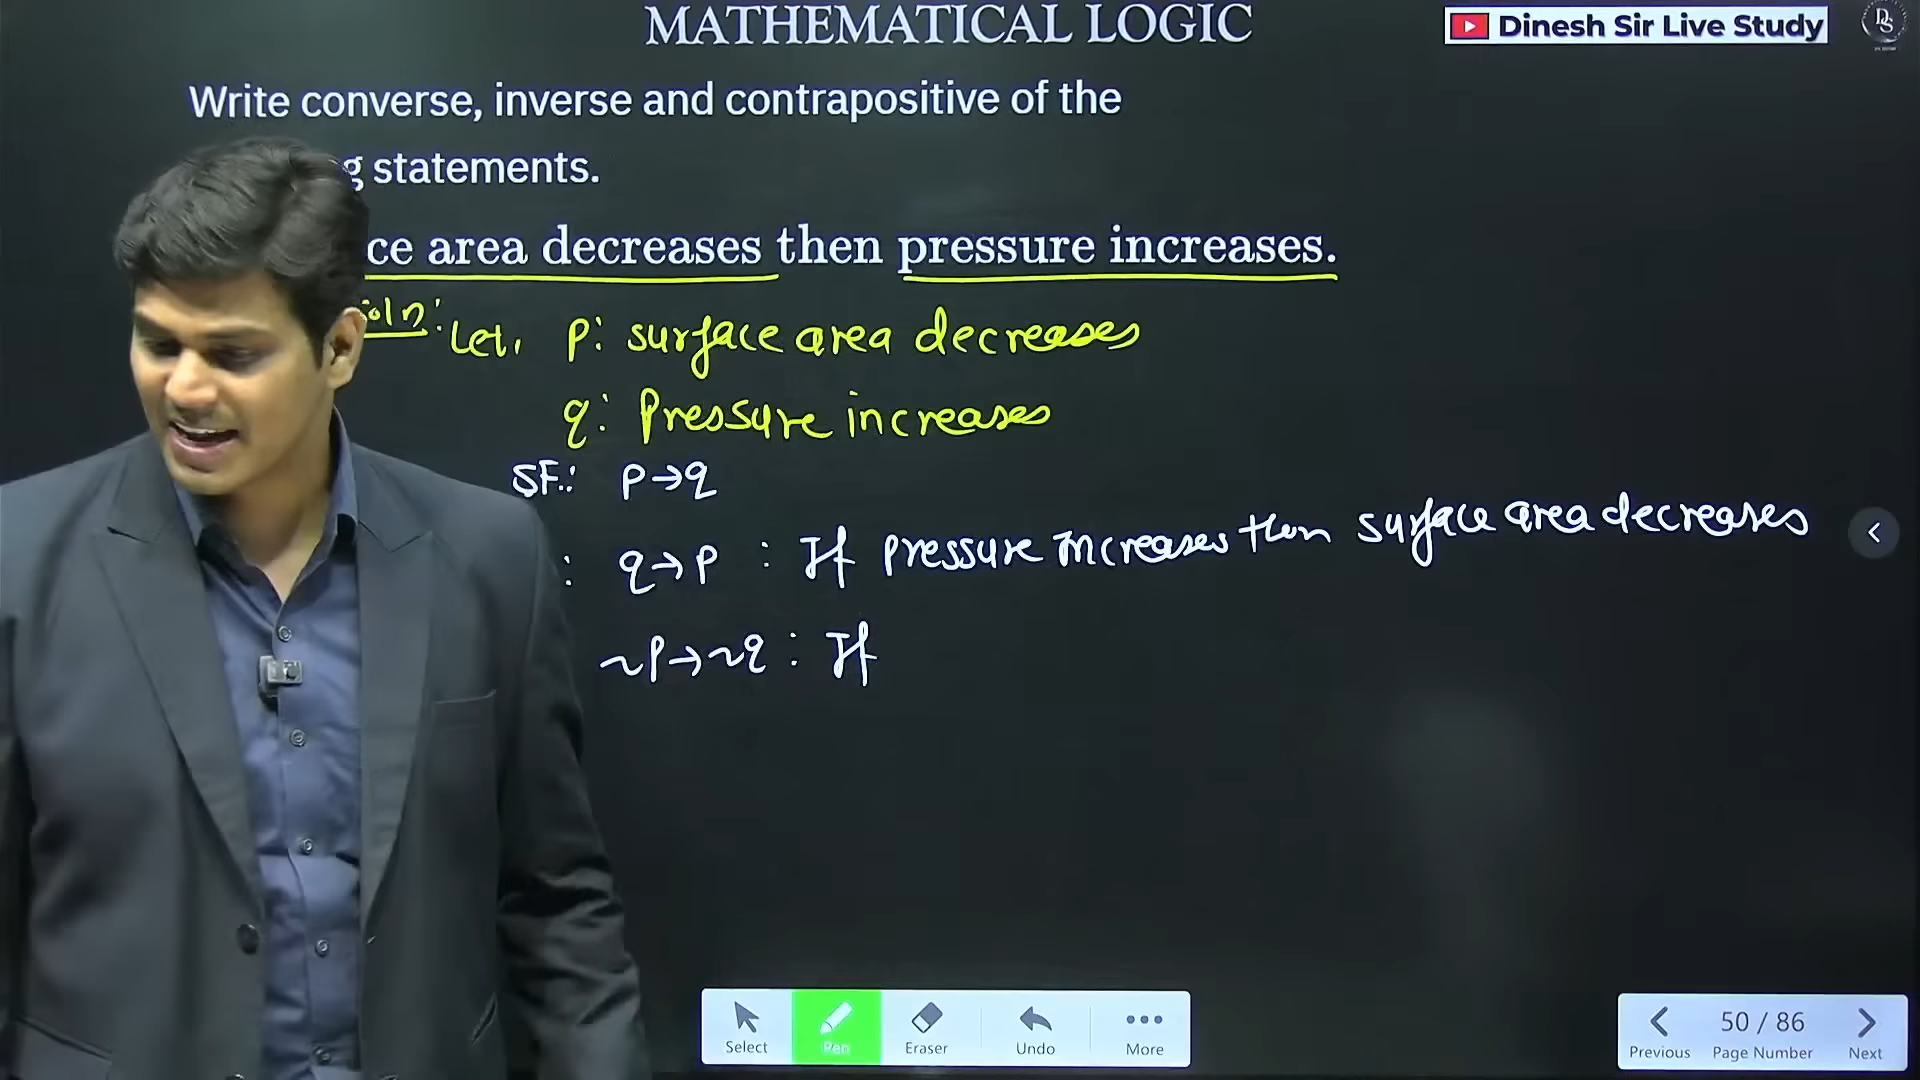 MATHEMATICAL LOGIC
Dinesh Sir Live Study
DS
Write converse, inverse and contrapositive of the
g statements.
ce area decreases then pressure increases.
Soln:
Let, p: surface area decreases
q: Pressure increases
SF.: p→q
: q→p : If pressure increases then surface area decreases
~p→~q : If
Select
Pen
Eraser
Undo
More
50 / 86
Previous
Page Number
Next